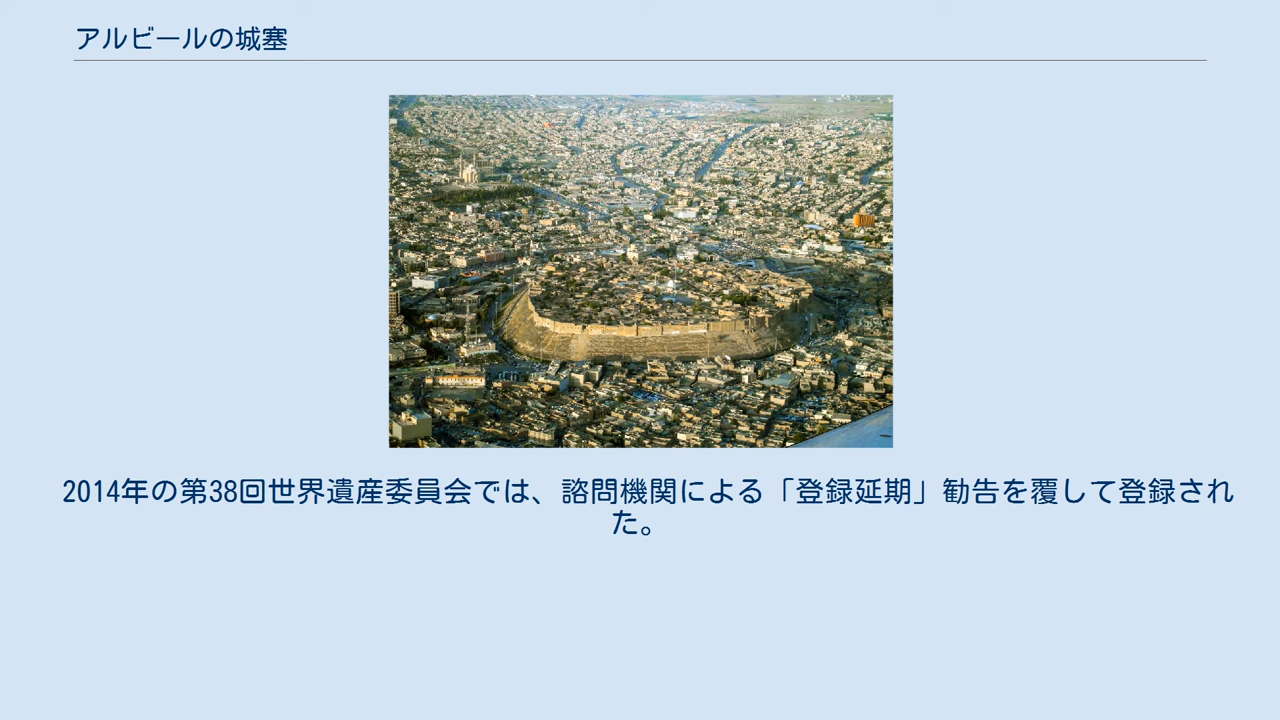 アルビールの城塞
2014年の第38回世界遺産委員会では、諮問機関による「登録延期」勧告を覆して登録され
た。